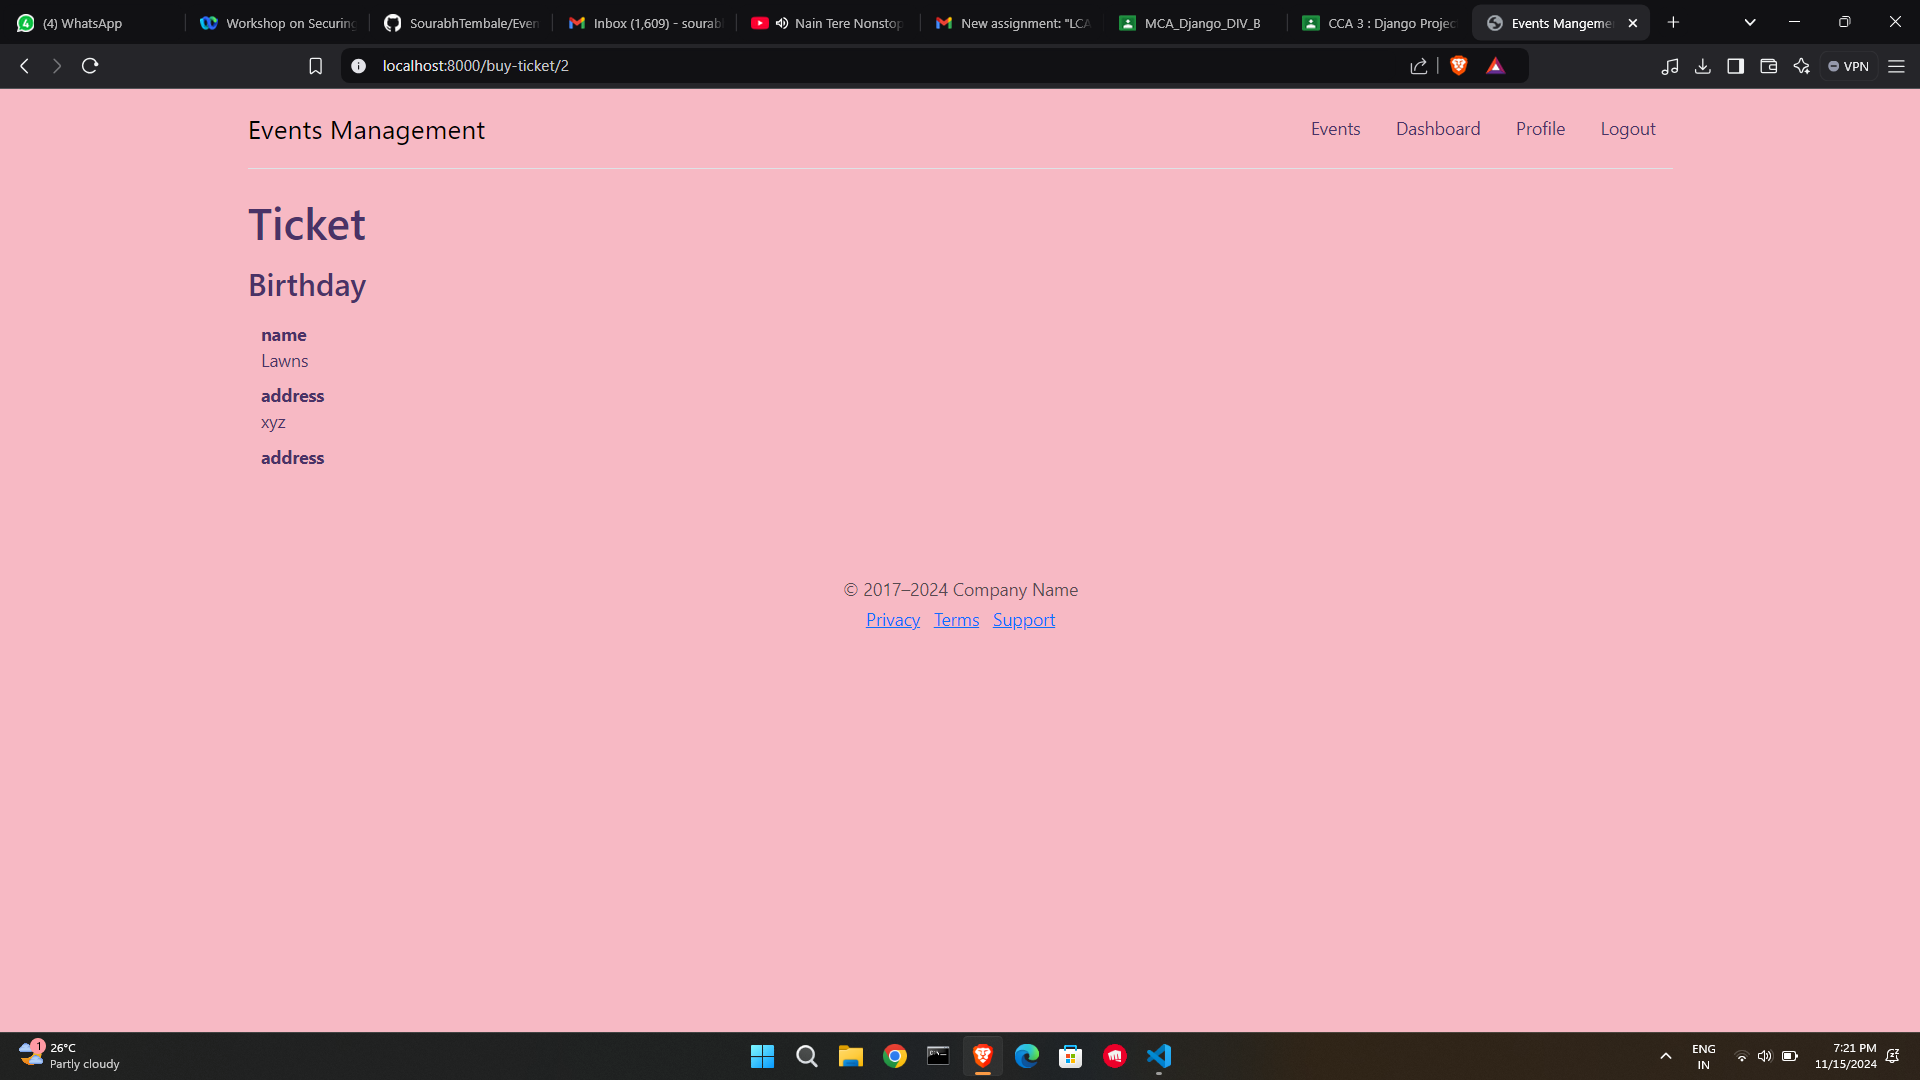 4
(4) WhatsApp
Workshop on Securing
SourabhTembale/Even
Inbox (1,609) - sourab
Nain Tere Nonstop
New assignment: "LCA
MCA_Django_DIV_B
CCA 3 : Django Projec
Events Mangeme
localhost:8000/buy-ticket/2
VPN
Events Management
Events
Dashboard
Profile
Logout
Ticket
Birthday
name
Lawns
address
xyz
address
© 2017–2024 Company Name
Privacy
Terms
Support
1
26°C
Partly cloudy
ENG
IN
7:21 PM
11/15/2024